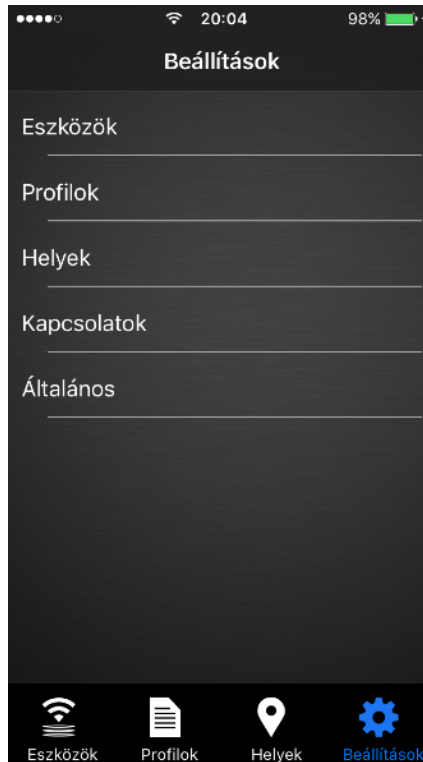 20:04 98%
Beállítások
Eszközök
Profilok
Helyek
Kapcsolatok
Általános
Eszközök Profilok Helyek Beállítások